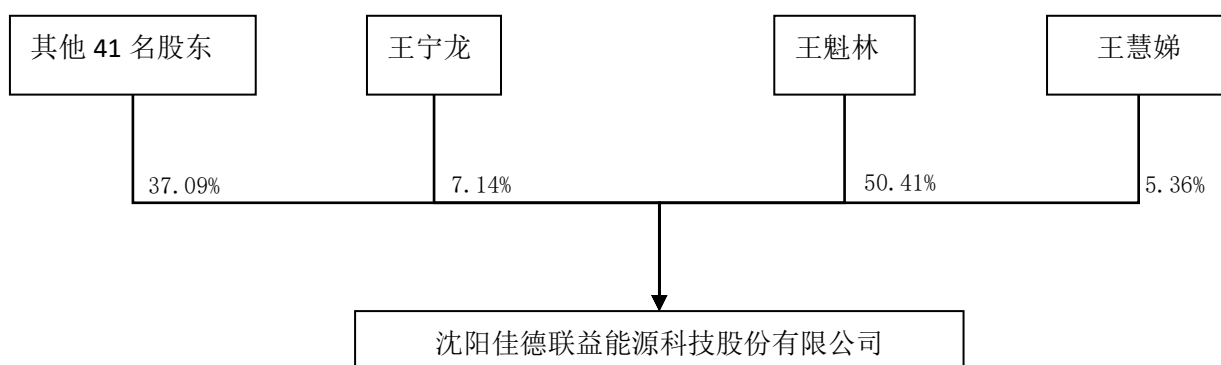 其他 41 名股东
王宁龙
王魁林
王慧娣
37.09%
7.14%
50.41%
5.36%
沈阳佳德联益能源科技股份有限公司